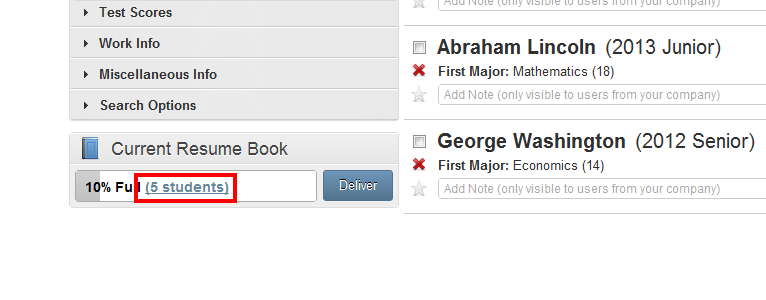 Test Scores
Work Info
Miscellaneous Info
Search Options
Current Resume Book
10% Full (5 students)
Deliver
Add Note (only visible to users from your company)
Abraham Lincoln (2013 Junior)
First Major: Mathematics (18)
Add Note (only visible to users from your company)
George Washington (2012 Senior)
First Major: Economics (14)
Add Note (only visible to users from your company)